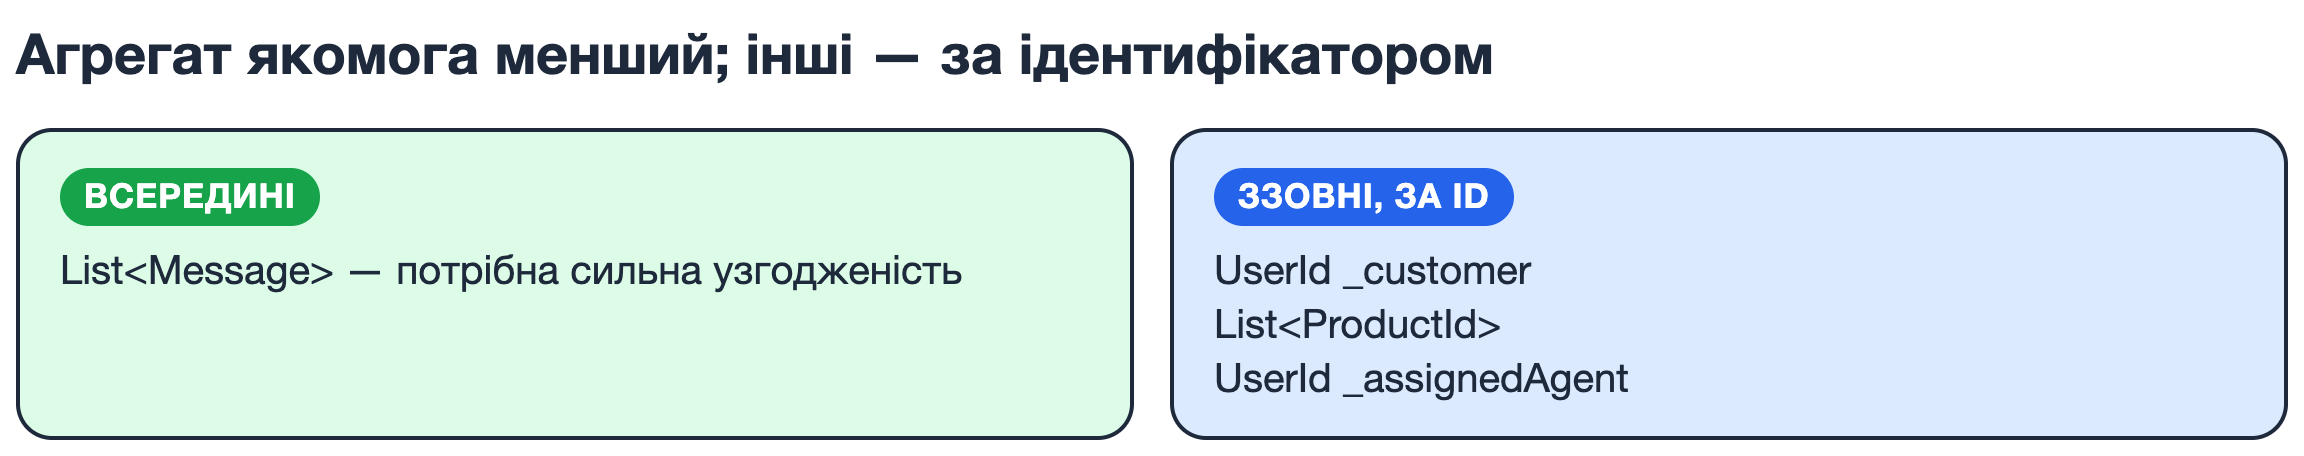 Агрегат якомога менший; інші — за ідентифікатором
ВСЕРЕДИНІ
List<Message> — потрібна сильна узгодженість
ЗЗОВНІ, ЗА ID
UserId _customer
List<ProductId>
UserId _assignedAgent